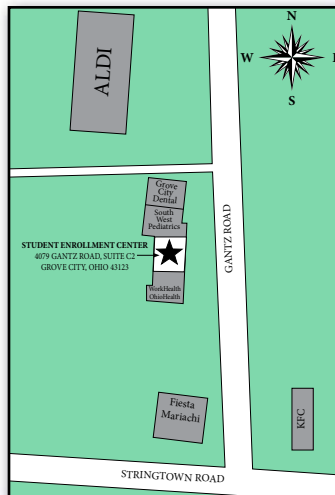 N
W
S
ALDI
Grove
City
Dental
South
West
Pediatrics
STUDENT ENROLLMENT CENTER
4079 GANTZ ROAD, SUITE C2
GROVE CITY, OHIO 43123
WorkHealth
OhioHealth
GANTZ ROAD
Fiesta
Mariachi
KFC
STRINGTOWN ROAD